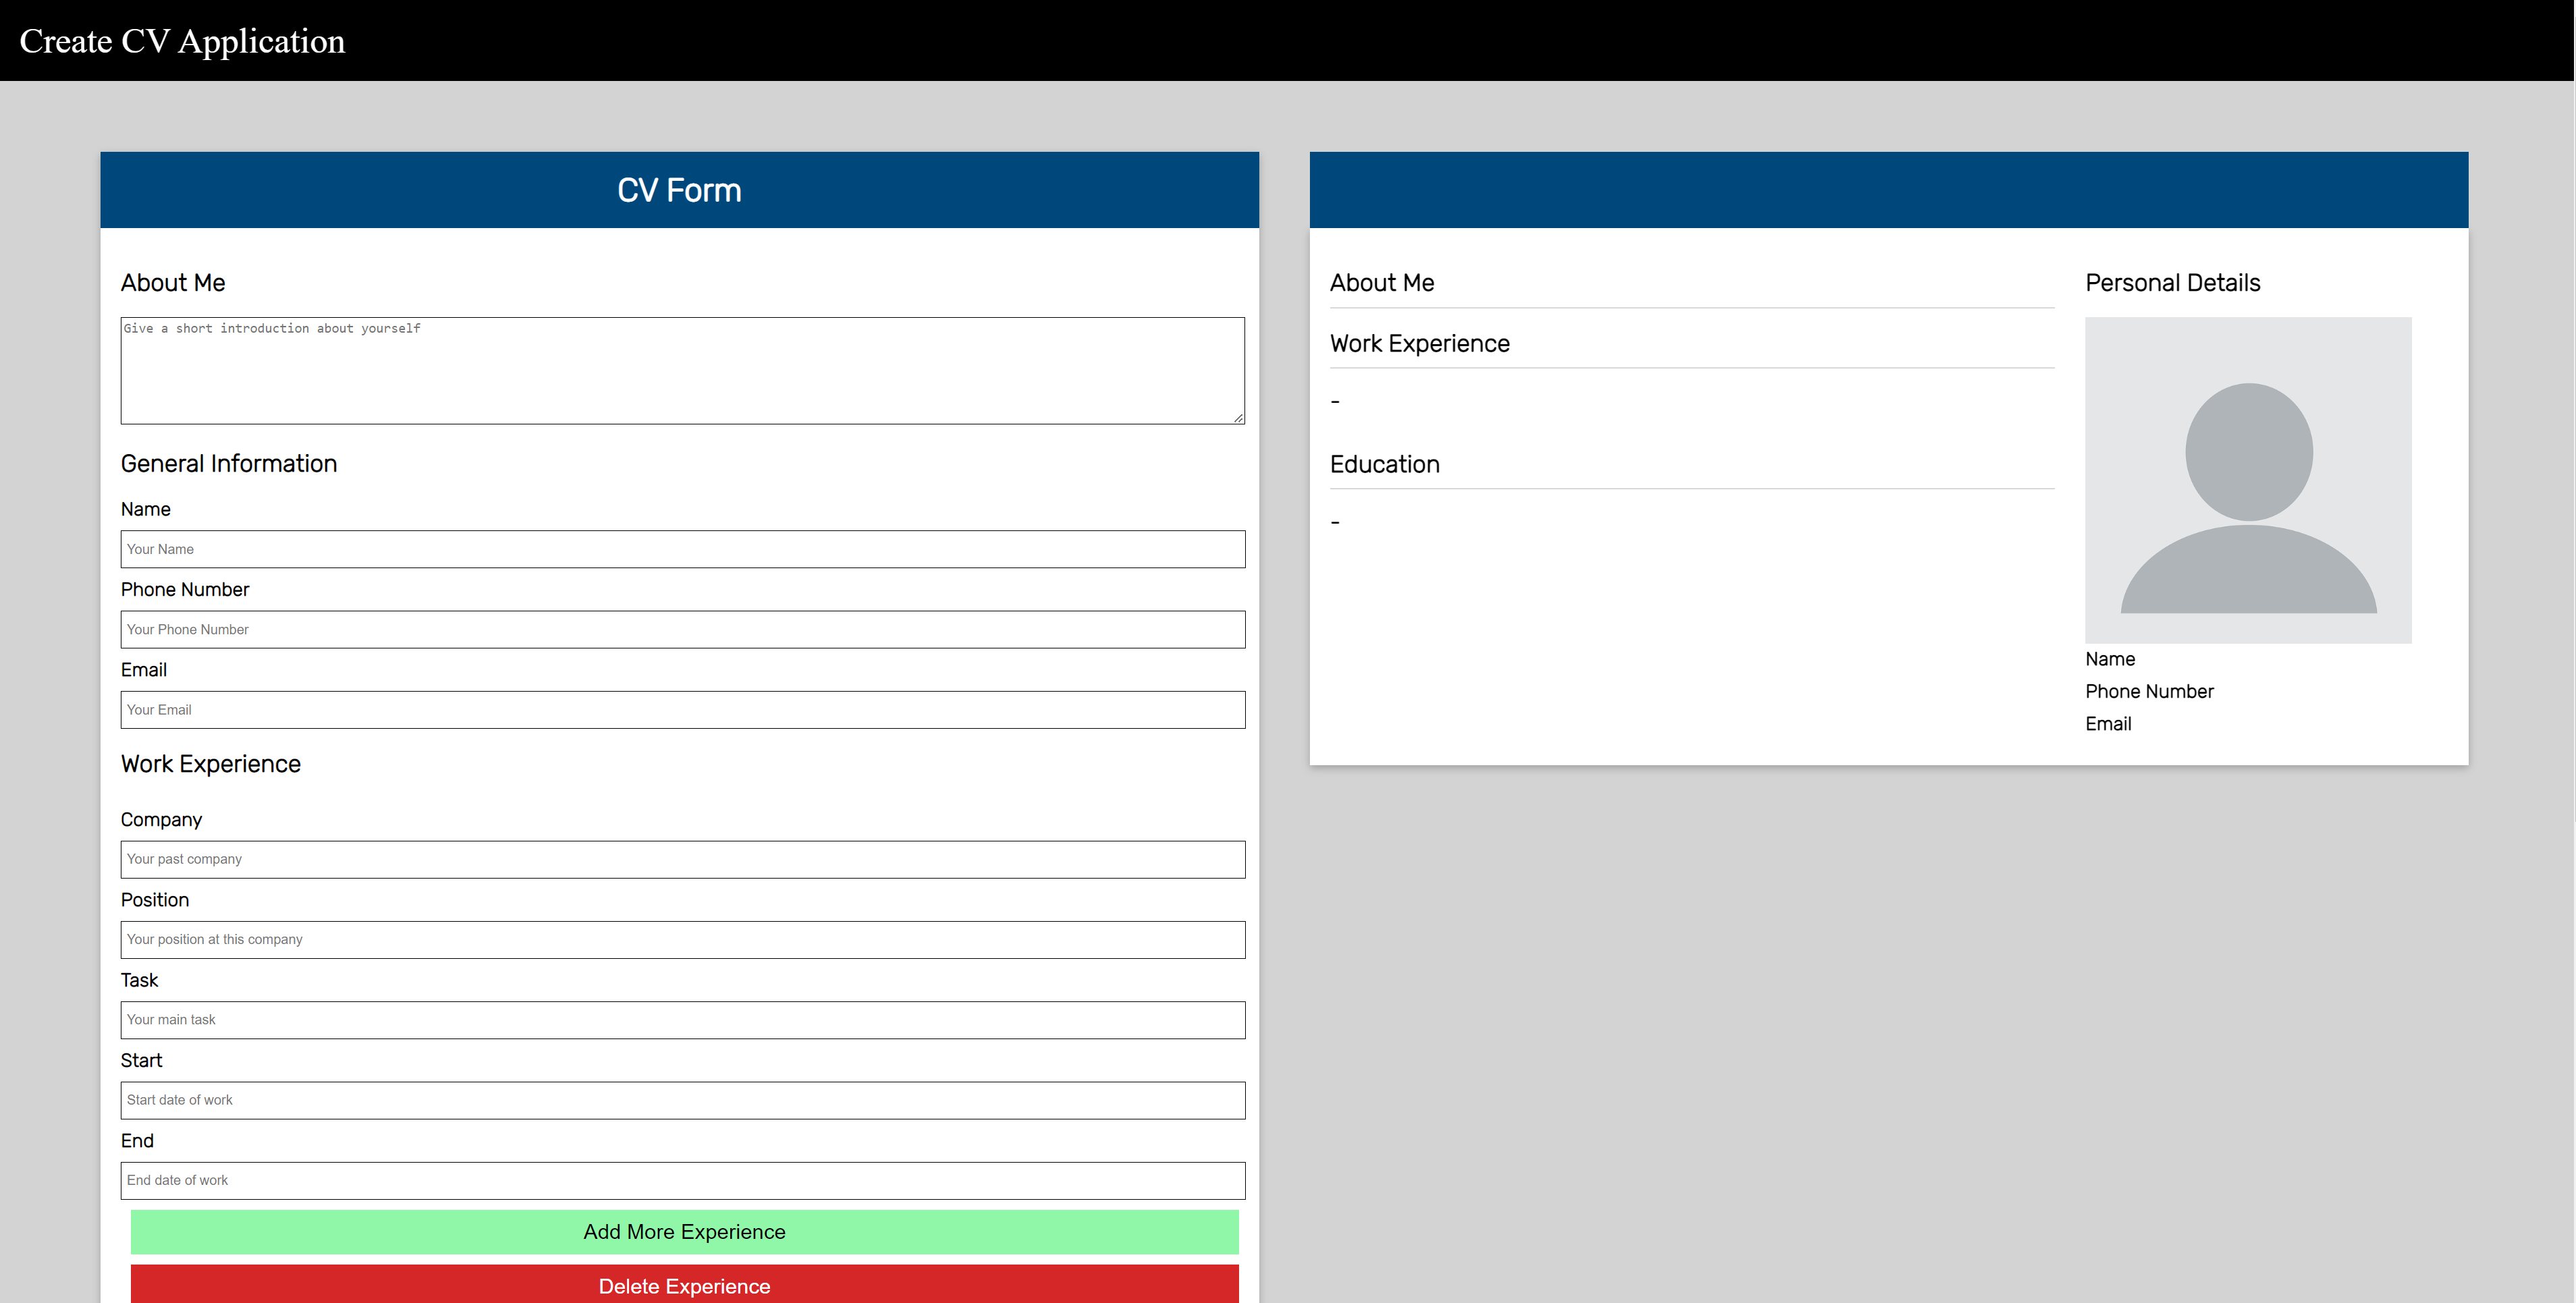 Create CV Application
CV Form
About Me
Give a short introduction about yourself
General Information
Name
Your Name
Phone Number
Your Phone Number
Email
Your Email
Work Experience
Company
Your past company
Position
Your position at this company
Task
Your main task
Start
Start date of work
End
End date of work
Add More Experience
Delete Experience
About Me
Work Experience
-
Education
-
Personal Details
Name
Phone Number
Email